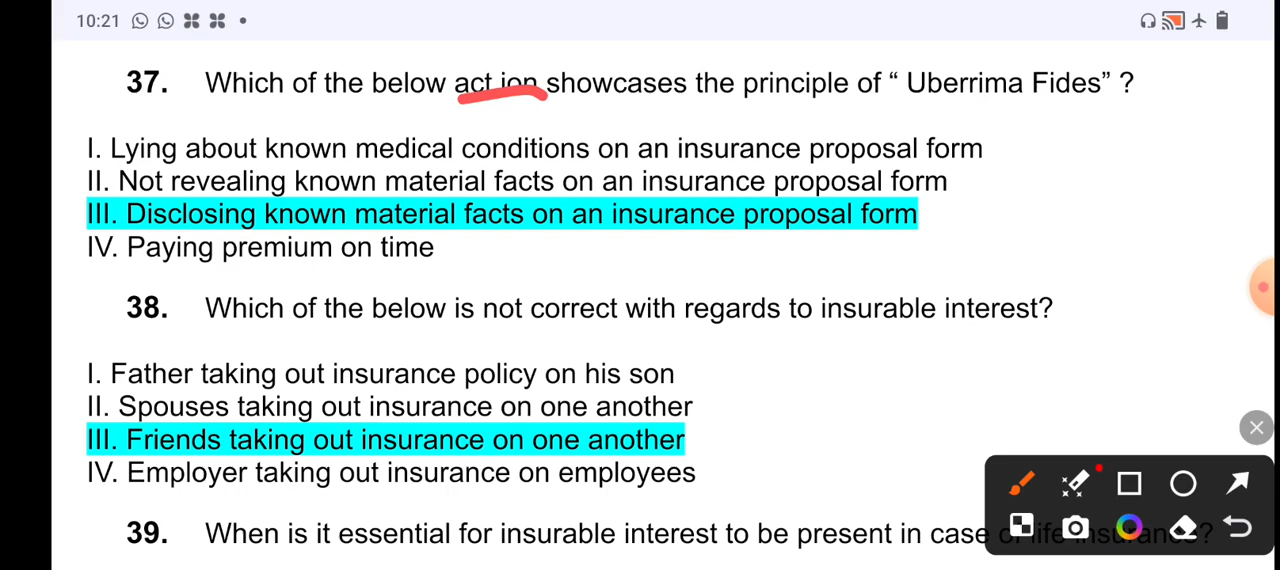 10:21
37. Which of the below act ion showcases the principle of “ Uberrima Fides” ?
I. Lying about known medical conditions on an insurance proposal form
II. Not revealing known material facts on an insurance proposal form
III. Disclosing known material facts on an insurance proposal form
IV. Paying premium on time
38. Which of the below is not correct with regards to insurable interest?
I. Father taking out insurance policy on his son
II. Spouses taking out insurance on one another
III. Friends taking out insurance on one another
IV. Employer taking out insurance on employees
39. When is it essential for insurable interest to be present in case of life insurance?